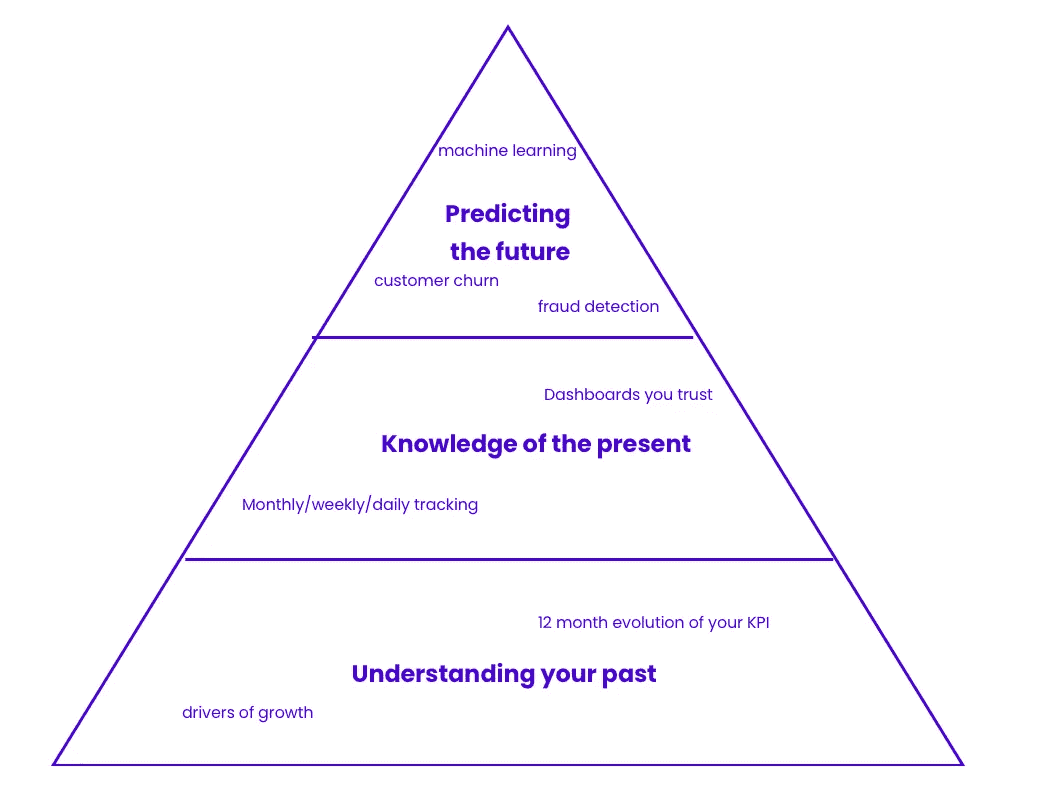 machine learning
Predicting
the future
customer churn
fraud detection
Dashboards you trust
Knowledge of the present
Monthly/weekly/daily tracking
12 month evolution of your KPI
Understanding your past
drivers of growth